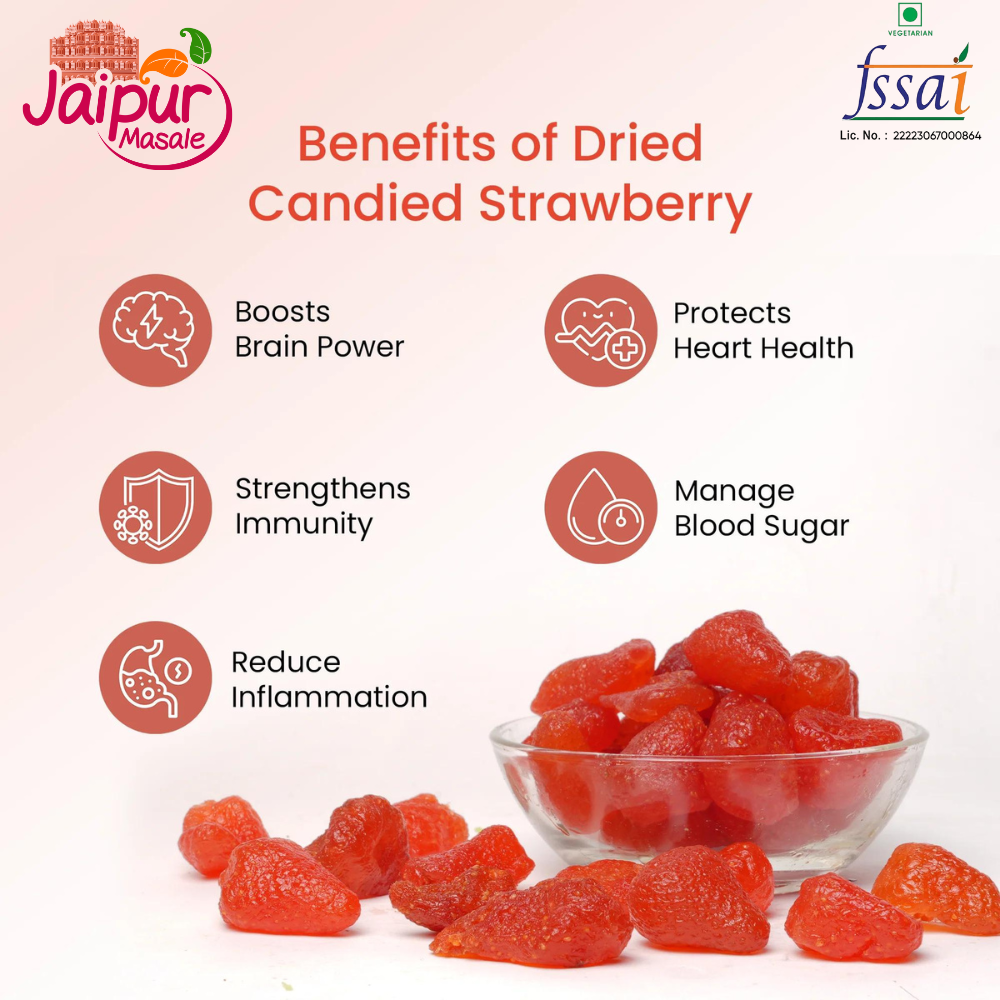 Jaipur
Masale
VEGETARIAN
fssai
Lic. No. : 22223067000864
Benefits of Dried
Candied Strawberry
Boosts
Brain Power
Protects
Heart Health
Strengthens
Immunity
Manage
Blood Sugar
Reduce
Inflammation